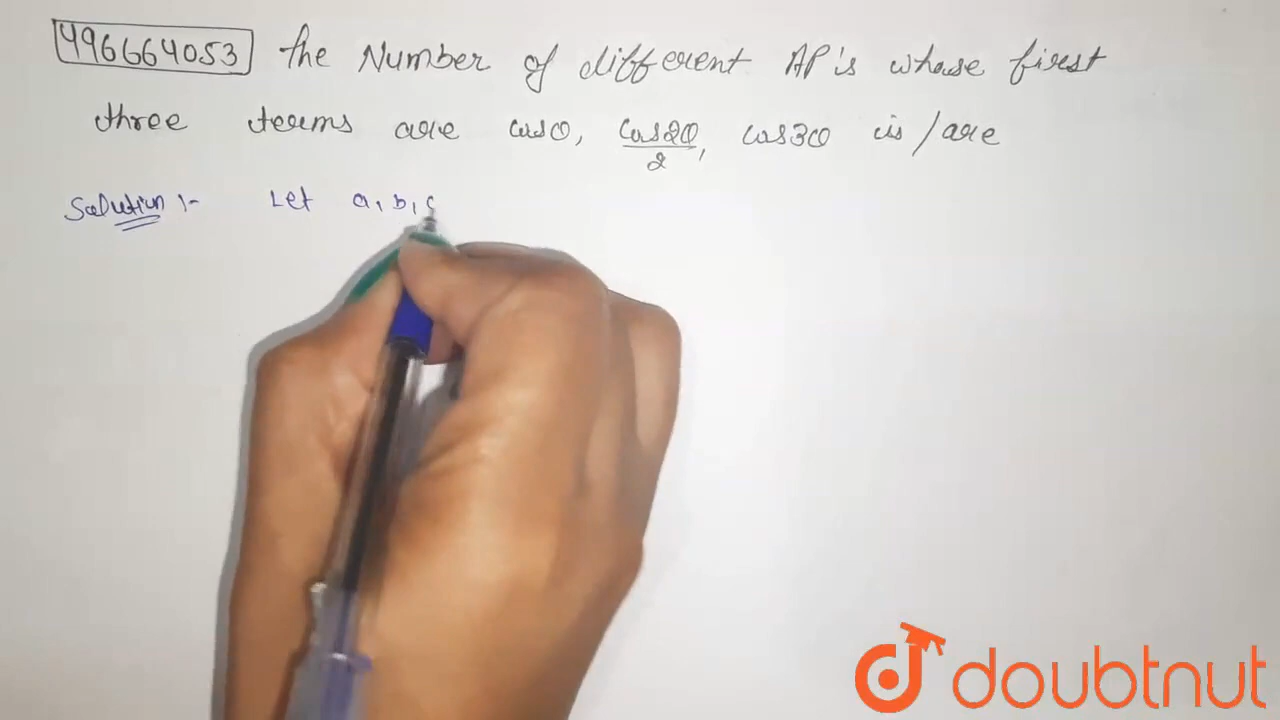 496664053 The Number of different AP's whose first
three terms are cosθ, cos2θ/2, cos3θ is/are
Solution :- Let a, b, c
doubtnut